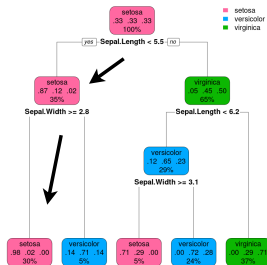 setosa
versicolor
virginica
setosa
.33 .33 .33
100%
yes Sepal.Length < 5.5 no
setosa
.87 .12 .02
35%
Sepal.Width >= 2.8
virginica
.05 .45 .50
65%
Sepal.Length < 6.2
versicolor
.12 .65 .23
29%
Sepal.Width >= 3.1
setosa
.98 .02 .00
30%
versicolor
.14 .71 .14
5%
setosa
.71 .29 .00
5%
versicolor
.00 .72 .28
24%
virginica
.00 .29 .71
37%